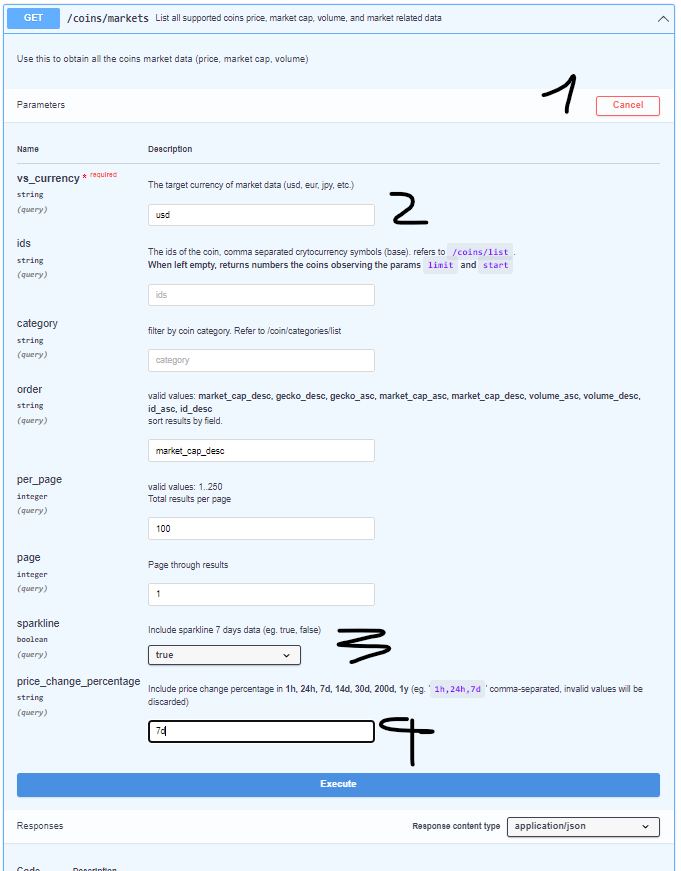 GET /coins/markets List all supported coins price, market cap, volume, and market related data
Use this to obtain all the coins market data (price, market cap, volume)
1
Parameters Cancel
Name Description
vs_currency * required
string
(query)
The target currency of market data (usd, eur, jpy, etc.)
usd
2
ids
string
(query)
The ids of the coin, comma separated crytocurrency symbols (base). refers to /coins/list .
When left empty, returns numbers the coins observing the params limit and start
ids
category
string
(query)
filter by coin category. Refer to /coin/categories/list
category
order
string
(query)
valid values: market_cap_desc, gecko_desc, gecko_asc, market_cap_asc, market_cap_desc, volume_asc, volume_desc,
id_asc, id_desc
sort results by field.
market_cap_desc
per_page
integer
(query)
valid values: 1..250
Total results per page
100
page
integer
(query)
Page through results
1
sparkline
boolean
(query)
Include sparkline 7 days data (eg. true, false)
true
3
price_change_percentage
string
(query)
Include price change percentage in 1h, 24h, 7d, 14d, 30d, 200d, 1y (eg. '1h,24h,7d' comma-separated, invalid values will be
discarded)
7d
4
Execute
Responses Response content type application/json
Code Description